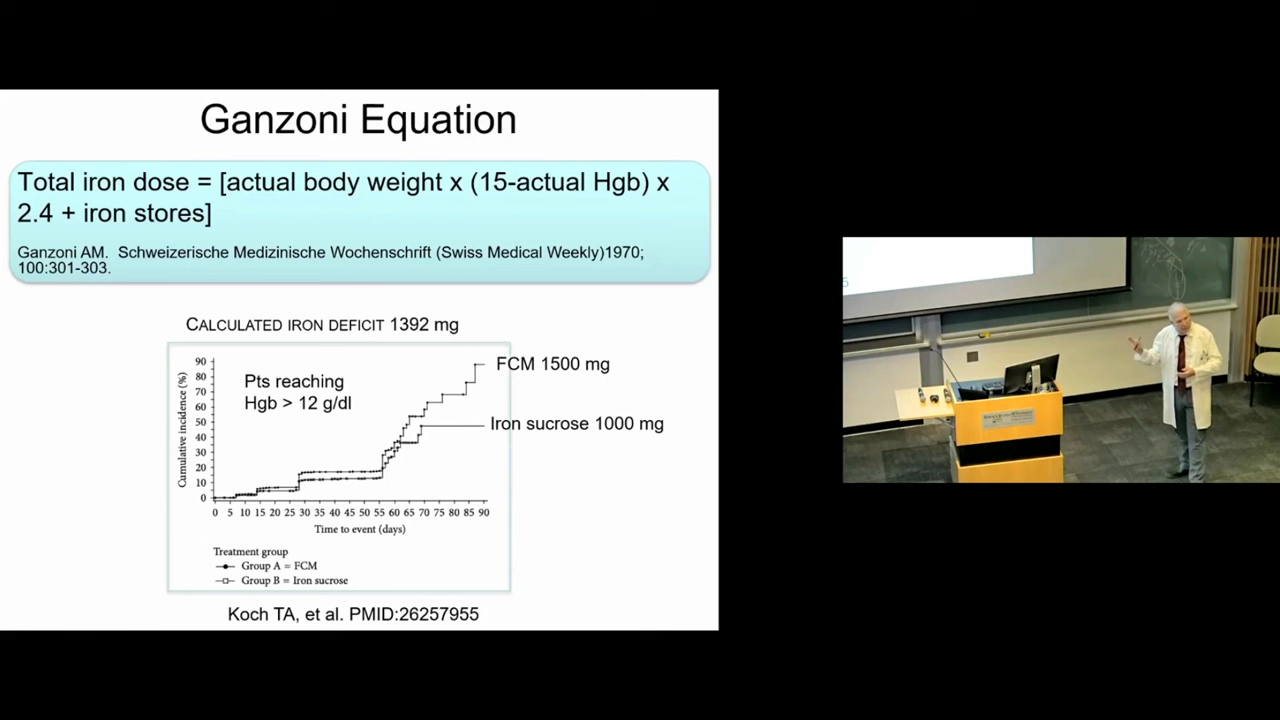 Ganzoni Equation
Total iron dose = [actual body weight x (15-actual Hgb) x
2.4 + iron stores]
Ganzoni AM.  Schweizerische Medizinische Wochenschrift (Swiss Medical Weekly)1970;
100:301-303.
CALCULATED IRON DEFICIT 1392 mg
Cumulative incidence (%)
90
80
70
60
50
40
30
20
10
0
Pts reaching
Hgb > 12 g/dl
FCM 1500 mg
Iron sucrose 1000 mg
0 5 10 15 20 25 30 35 40 45 50 55 60 65 70 75 80 85 90
Time to event (days)
Treatment group
Group A = FCM
Group B = Iron sucrose
Koch TA, et al. PMID:26257955